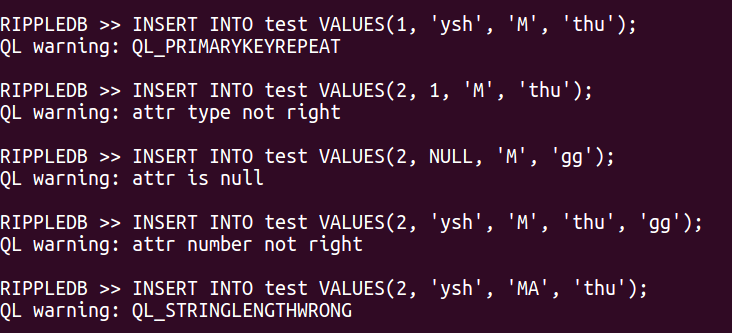 RIPPLEDB >> INSERT INTO test VALUES(1, 'ysh', 'M', 'thu');
QL warning: QL_PRIMARYKEYREPEAT
RIPPLEDB >> INSERT INTO test VALUES(2, 1, 'M', 'thu');
QL warning: attr type not right
RIPPLEDB >> INSERT INTO test VALUES(2, NULL, 'M', 'gg');
QL warning: attr is null
RIPPLEDB >> INSERT INTO test VALUES(2, 'ysh', 'M', 'thu', 'gg');
QL warning: attr number not right
RIPPLEDB >> INSERT INTO test VALUES(2, 'ysh', 'MA', 'thu');
QL warning: QL_STRINGLENGTHWRONG